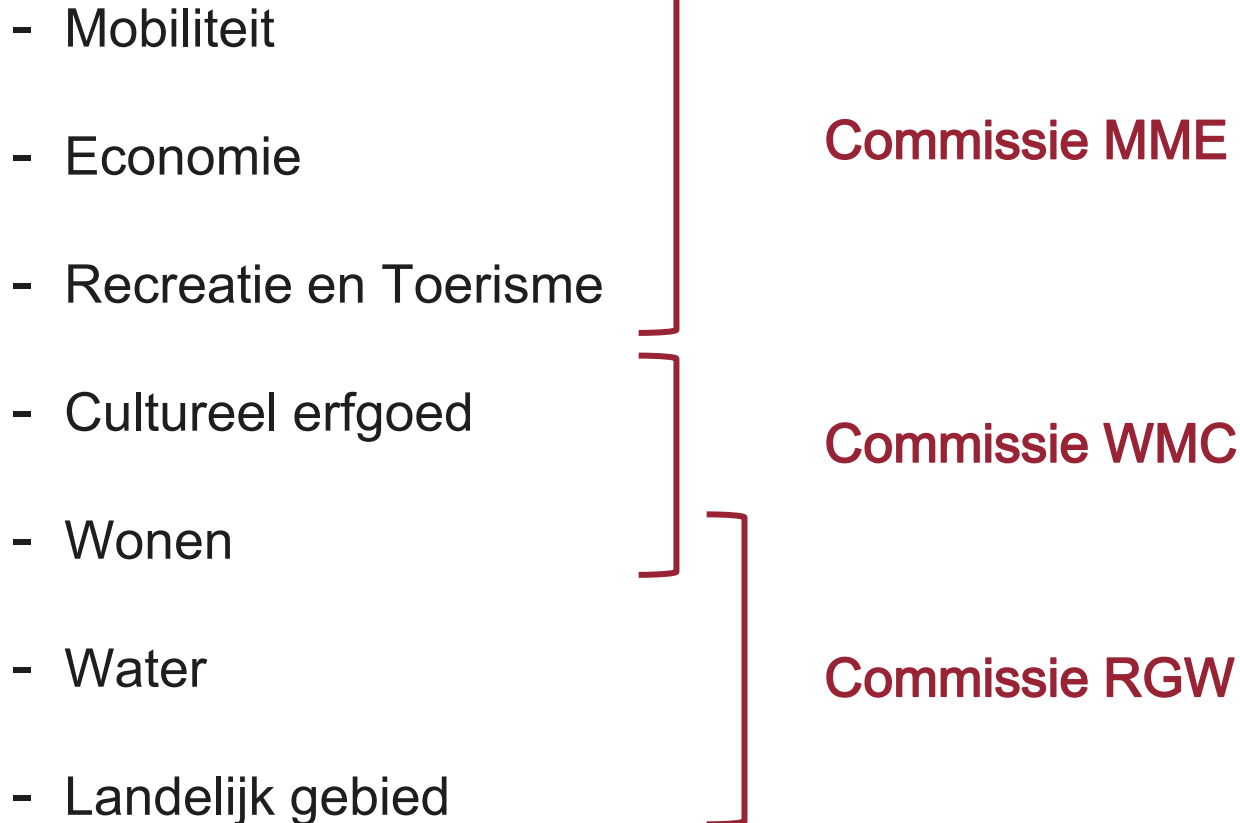 - Mobiliteit
- Economie
Commissie MME
- Recreatie en Toerisme
- Cultureel erfgoed
Commissie WMC
- Wonen
- Water
Commissie RGW
- Landelijk gebied